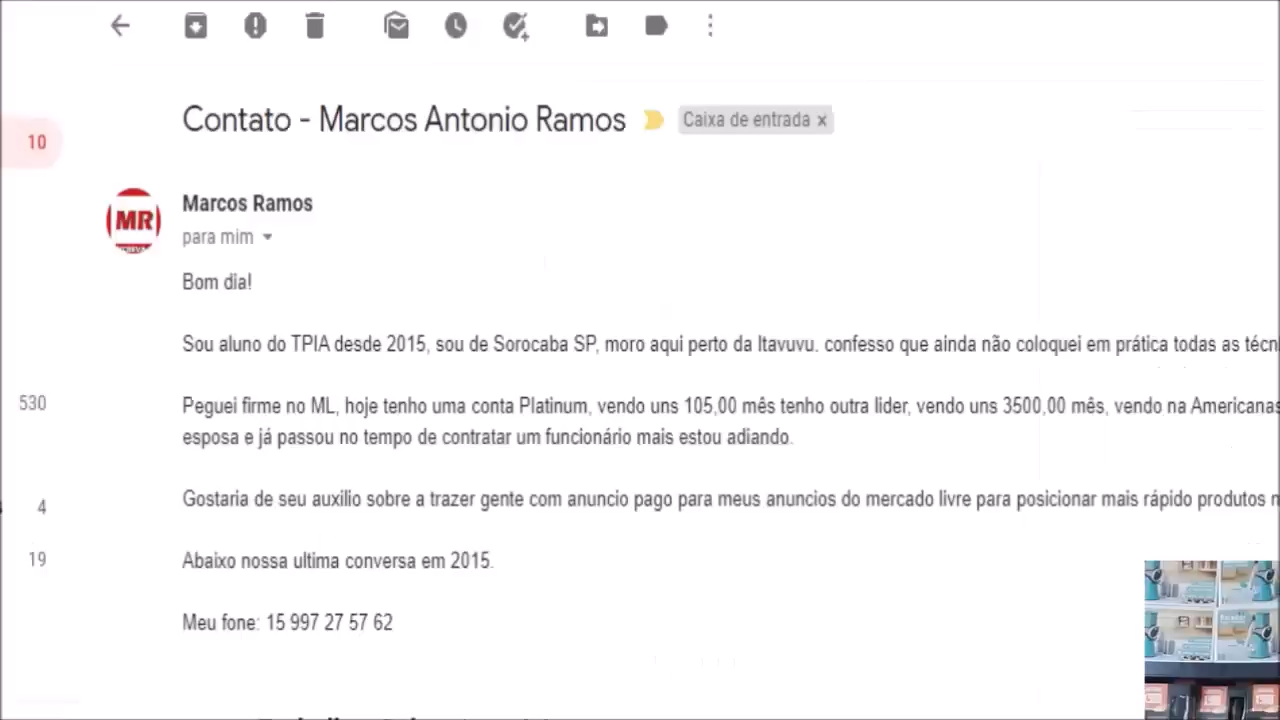 Contato - Marcos Antonio Ramos
Caixa de entrada ×
10
MR
Marcos Ramos
para mim
Bom dia!
Sou aluno do TPIA desde 2015, sou de Sorocaba SP, moro aqui perto da Itavuvu. confesso que ainda não coloquei em prática todas as técn
530
Peguei firme no ML, hoje tenho uma conta Platinum, vendo uns 105,00 mês tenho outra lider, vendo uns 3500,00 mês, vendo na Americanas
esposa e já passou no tempo de contratar um funcionário mais estou adiando.
4
Gostaria de seu auxilio sobre a trazer gente com anuncio pago para meus anuncios do mercado livre para posicionar mais rápido produtos
19
Abaixo nossa ultima conversa em 2015.
Meu fone: 15 997 27 57 62